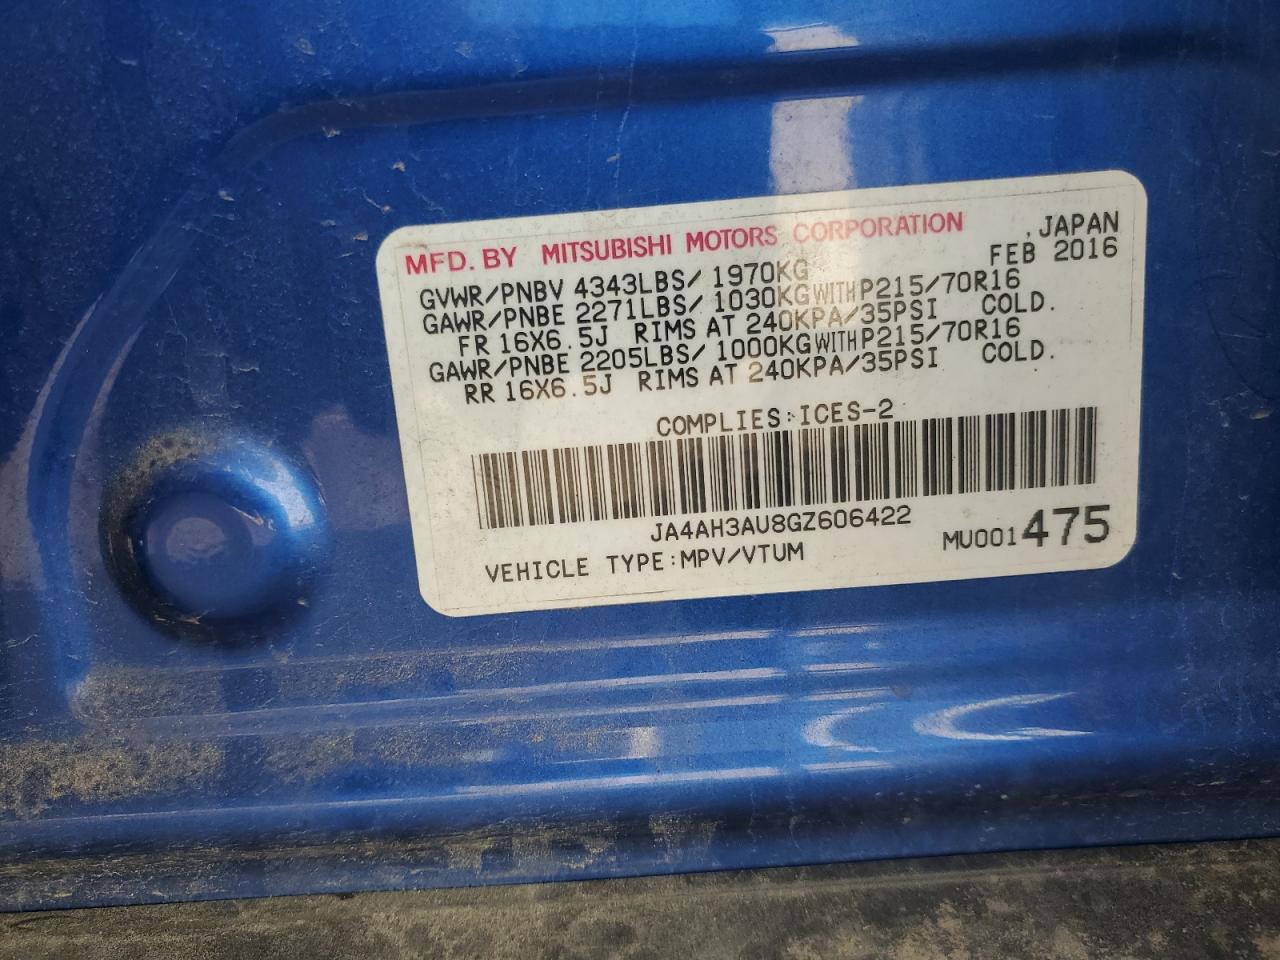 MFD. BY MITSUBISHI MOTORS CORPORATION , JAPAN
GVWR/PNBV 4343LBS/ 1970KG FEB 2016
GAWR/PNBE 2271LBS/ 1030KG WITH P215/70R16
FR 16X6.5J RIMS AT 240KPA/35PSI COLD.
GAWR/PNBE 2205LBS/ 1000KG WITH P215/70R16
RR 16X6.5J RIMS AT 240KPA/35PSI COLD.
COMPLIES:ICES-2
JA4AH3AU8GZ606422
VEHICLE TYPE:MPV/VTUM MU001475